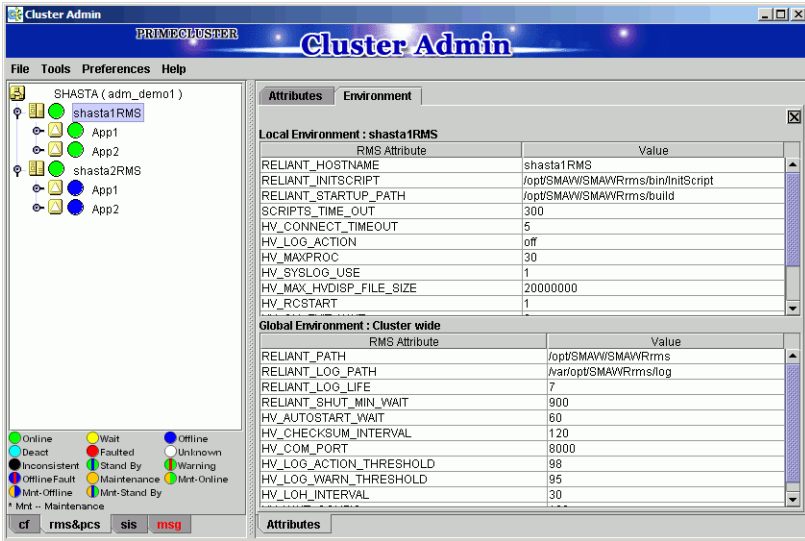 Cluster Admin
PRIMECLUSTER
Cluster Admin
File Tools Preferences Help
SHASTA ( adm_demo1 )
shasta1RMS
App1
App2
shasta2RMS
App1
App2
Online Wait Offline
Deact Faulted Unknown
Inconsistent Stand By Warning
OfflineFault Maintenance Mnt-Online
Mnt-Offline Mnt-Stand By
* Mnt -- Maintenance
cf rms&pcs sis msg
Attributes Environment
Local Environment : shasta1RMS
RMS Attribute Value
RELIANT_HOSTNAME shasta1RMS
RELIANT_INITSCRIPT /opt/SMAW/SMAWRrms/bin/InitScript
RELIANT_STARTUP_PATH /opt/SMAW/SMAWRrms/build
SCRIPTS_TIME_OUT 300
HV_CONNECT_TIMEOUT 5
HV_LOG_ACTION off
HV_MAXPROC 30
HV_SYSLOG_USE 1
HV_MAX_HVDISP_FILE_SIZE 20000000
HV_RCSTART 1
Global Environment : Cluster wide
RMS Attribute Value
RELIANT_PATH /opt/SMAW/SMAWRrms
RELIANT_LOG_PATH /var/opt/SMAWRrms/log
RELIANT_LOG_LIFE 7
RELIANT_SHUT_MIN_WAIT 900
HV_AUTOSTART_WAIT 60
HV_CHECKSUM_INTERVAL 120
HV_COM_PORT 8000
HV_LOG_ACTION_THRESHOLD 98
HV_LOG_WARN_THRESHOLD 95
HV_LOH_INTERVAL 30
Attributes